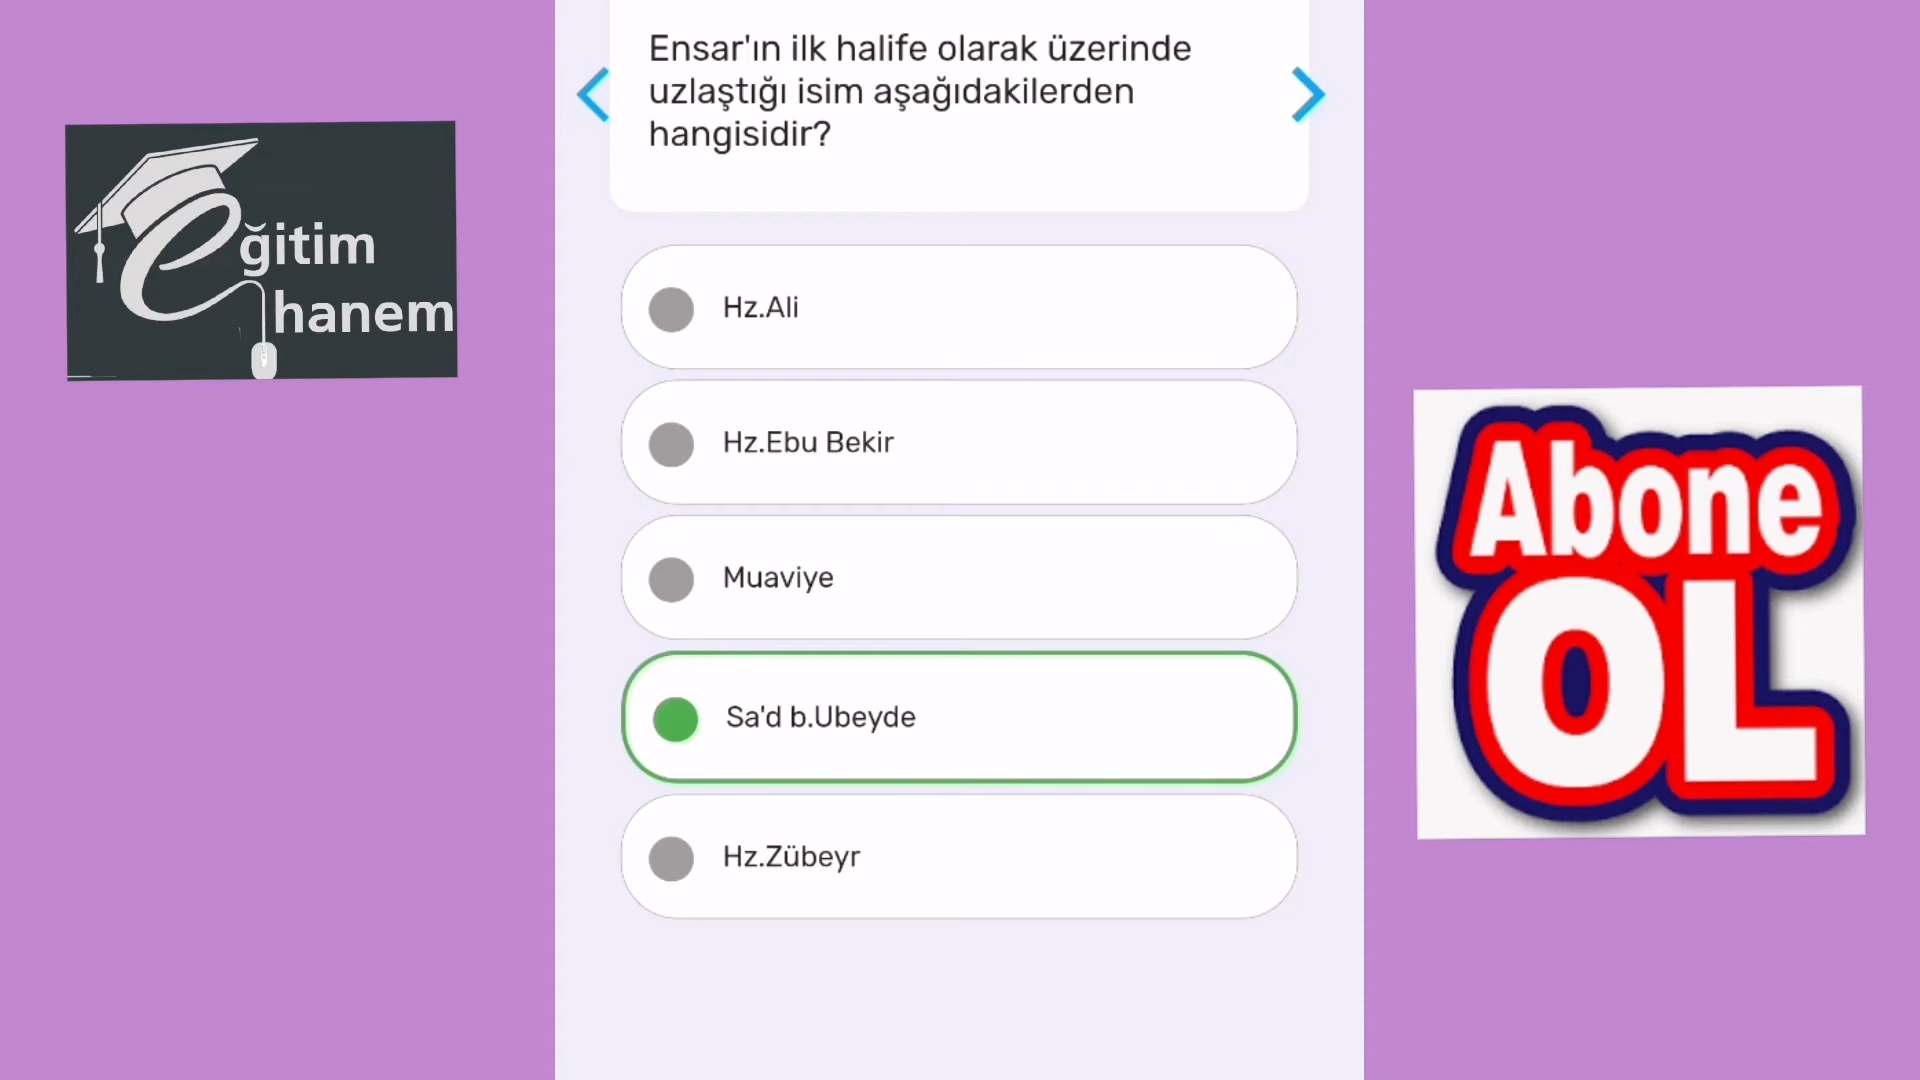 Ensar'ın ilk halife olarak üzerinde
uzlaştığı isim aşağıdakilerden
hangisidir?
eğitim
hanem
Hz.Ali
Hz.Ebu Bekir
Muaviye
Sa'd b.Ubeyde
Hz.Zübeyr
Abone
OL